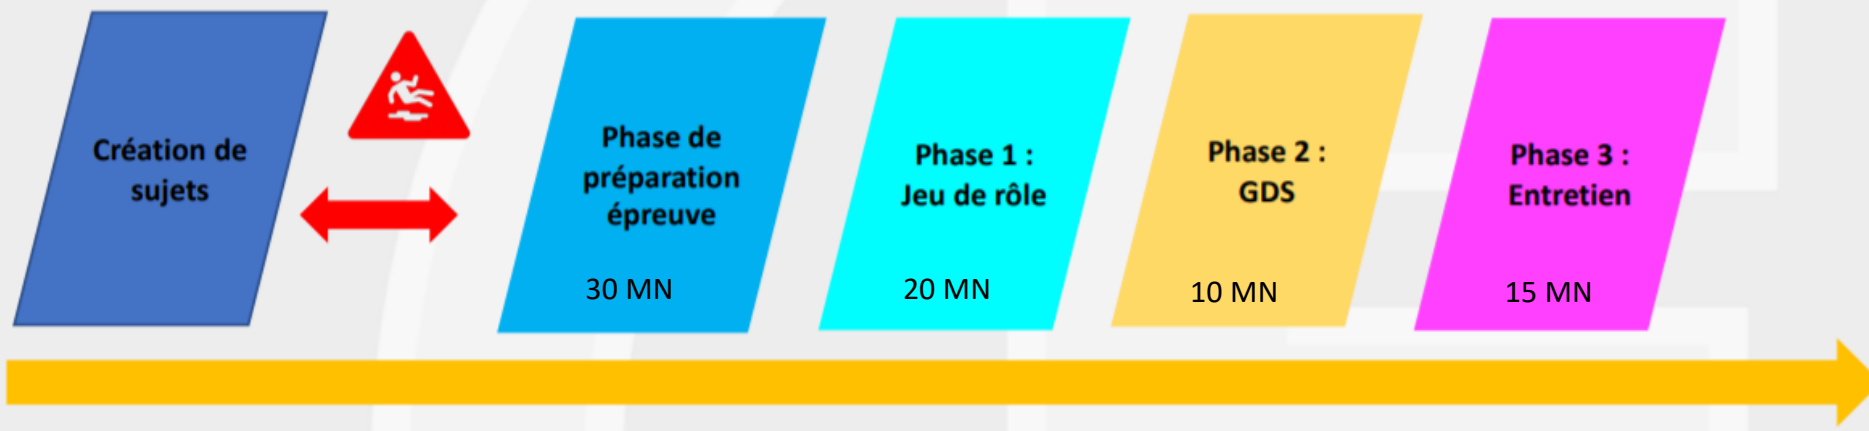 Création de
sujets
Phase de
préparation
épreuve
30 MN
Phase 1 :
Jeu de rôle
20 MN
Phase 2 :
GDS
10 MN
Phase 3 :
Entretien
15 MN